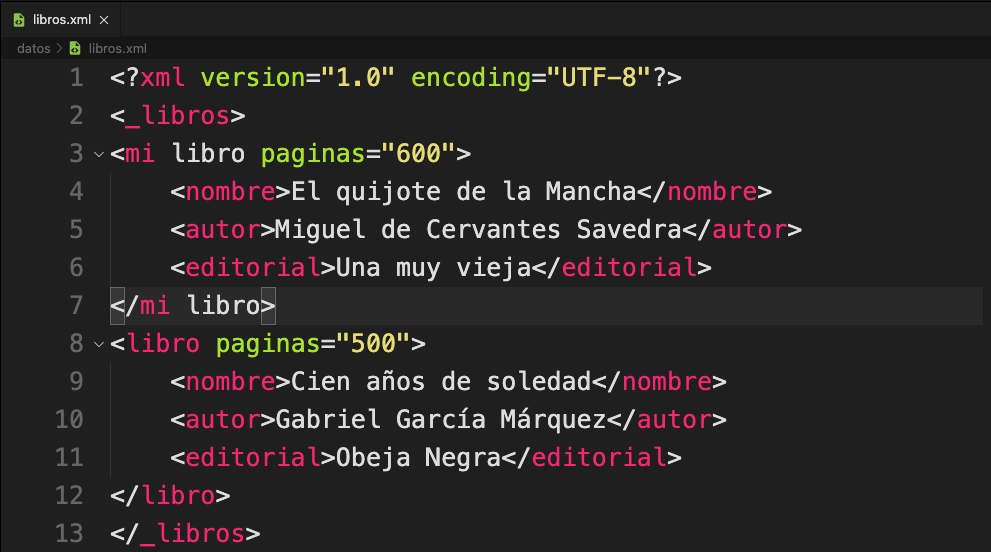 libros.xml
datos > libros.xml
1 <?xml version="1.0" encoding="UTF-8"?>
2 <_libros>
3 <mi libro paginas="600">
4 <nombre>El quijote de la Mancha</nombre>
5 <autor>Miguel de Cervantes Savedra</autor>
6 <editorial>Una muy vieja</editorial>
7 </mi libro>
8 <libro paginas="500">
9 <nombre>Cien años de soledad</nombre>
10 <autor>Gabriel García Márquez</autor>
11 <editorial>Obeja Negra</editorial>
12 </libro>
13 </_libros>